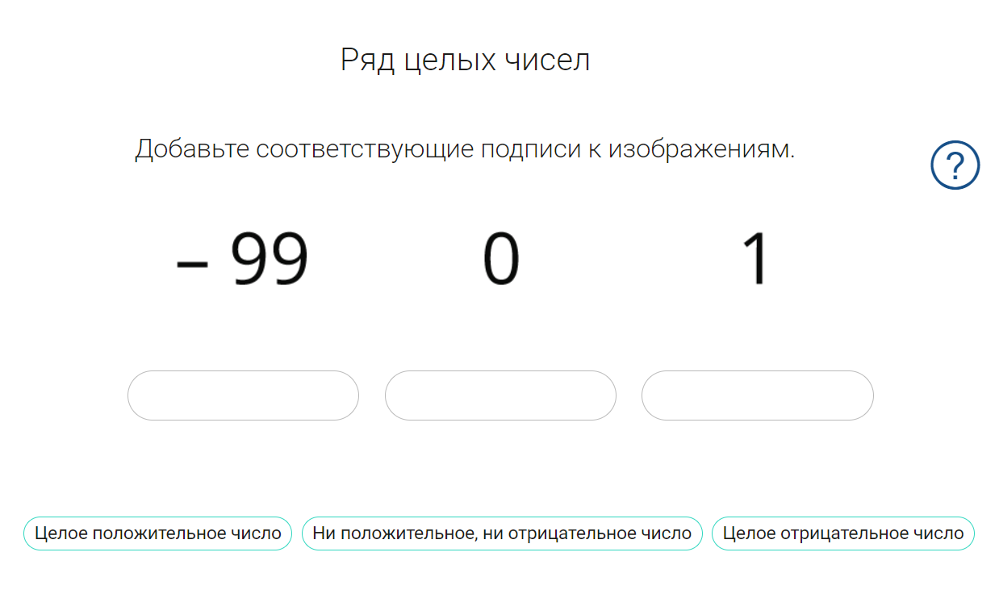 Ряд целых чисел
Добавьте соответствующие подписи к изображениям.
?
– 99 0 1
Целое положительное число Ни положительное, ни отрицательное число Целое отрицательное число